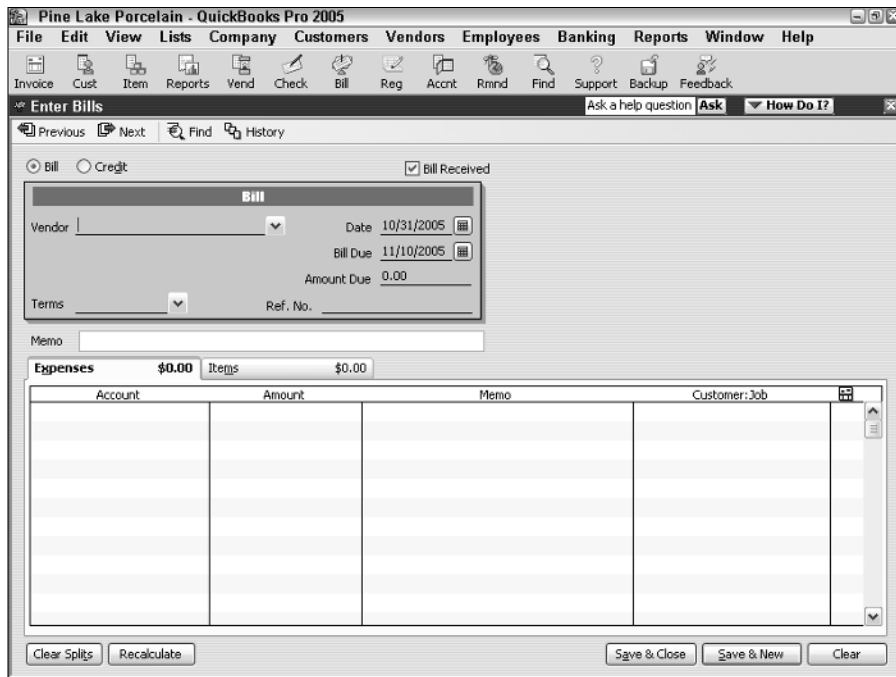 Pine Lake Porcelain - QuickBooks Pro 2005
File Edit View Lists Company Customers Vendors Employees Banking Reports Window Help
Invoice Cust Item Reports Vend Check Bill Reg Accnt Rmnd Find Support Backup Feedback
Enter Bills Ask a help question Ask How Do I?
Previous Next Find History
Bill Credit Bill Received
Bill
Vendor Date 10/31/2005
Bill Due 11/10/2005
Amount Due 0.00
Terms Ref. No.
Memo
Expenses $0.00 Items $0.00
Account Amount Memo Customer:Job
Clear Splits Recalculate Save & Close Save & New Clear